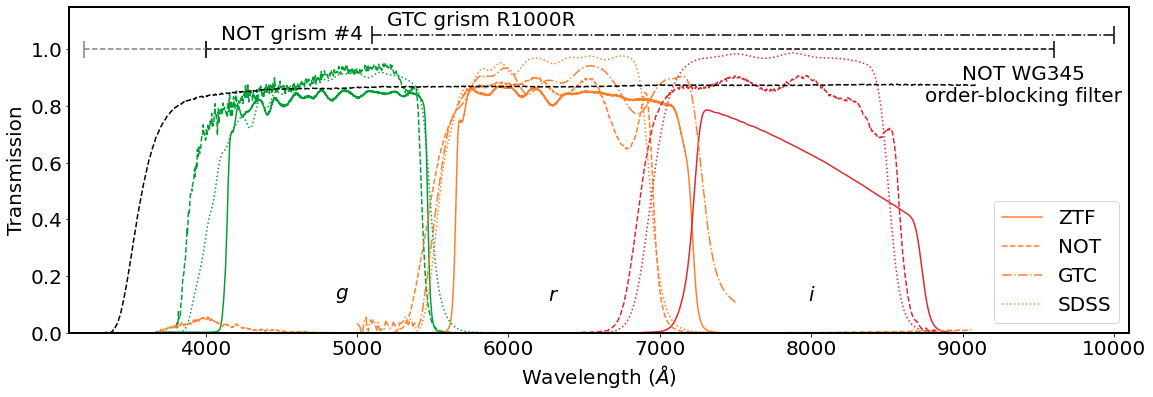 GTC grism R1000R
NOT grism #4
NOT WG345
order-blocking filter
Transmission
1.0
0.8
0.6
0.4
0.2
0.0
g
r
i
ZTF
NOT
GTC
SDSS
4000 5000 6000 7000 8000 9000 10000
Wavelength (Å)